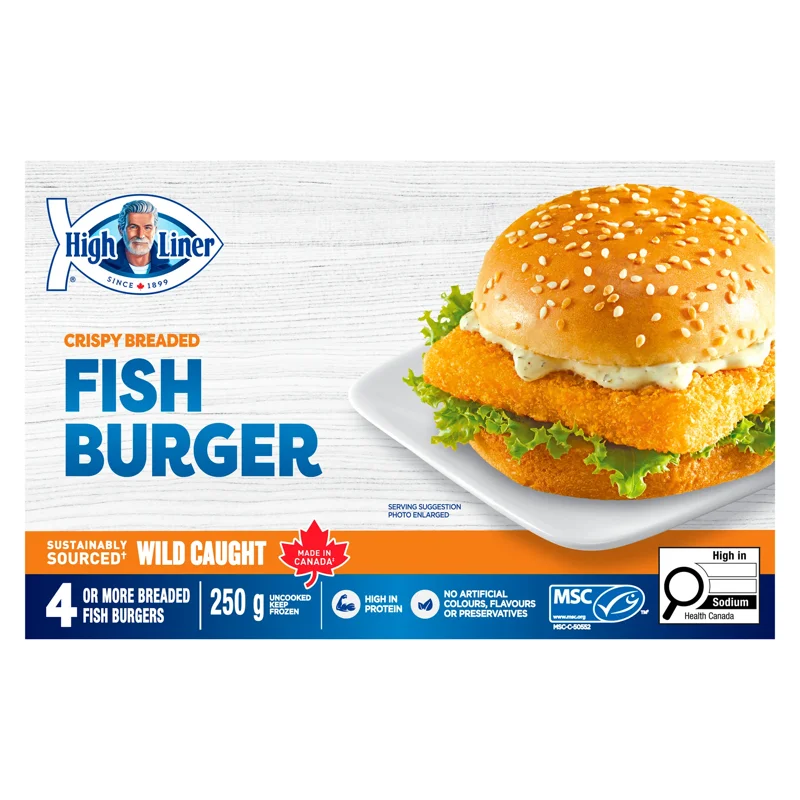 High Liner
®
SINCE 1899
CRISPY BREADED
FISH
BURGER
SERVING SUGGESTION
PHOTO ENLARGED
SUSTAINABLY
SOURCED†
WILD CAUGHT
MADE IN
CANADA‡
4
OR MORE BREADED
FISH BURGERS
250 g
UNCOOKED
KEEP
FROZEN
HIGH IN
PROTEIN
NO ARTIFICIAL
COLOURS, FLAVOURS
OR PRESERVATIVES
MSC
www.msc.org
TM
MSC-C-50552
High in
Sodium
Health Canada